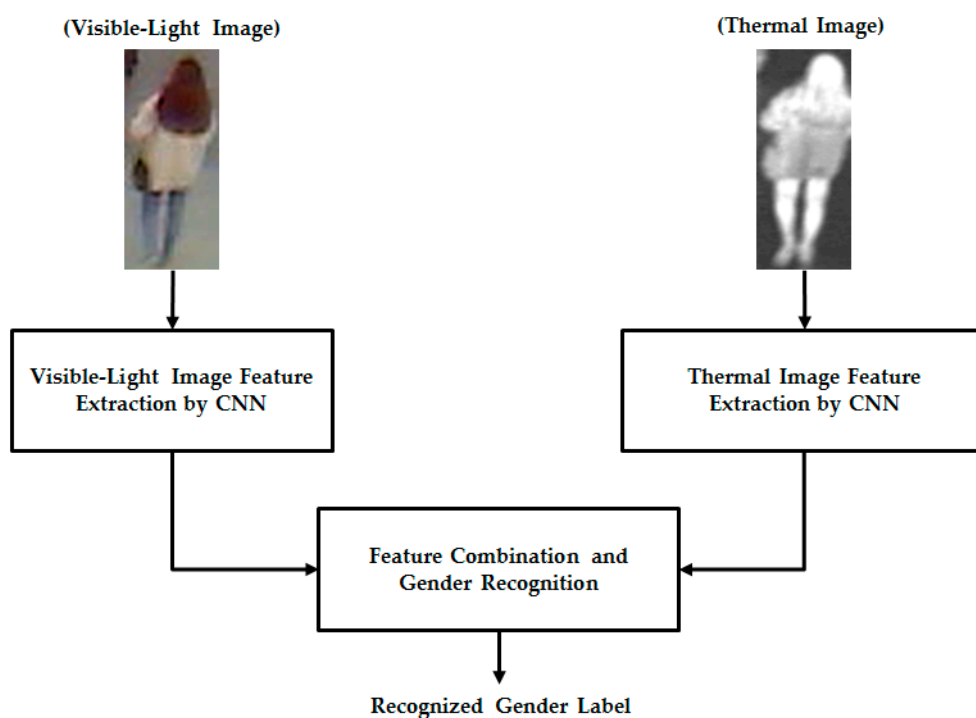 (Visible-Light Image)
(Thermal Image)
Visible-Light Image Feature
Extraction by CNN
Thermal Image Feature
Extraction by CNN
Feature Combination and
Gender Recognition
Recognized Gender Label